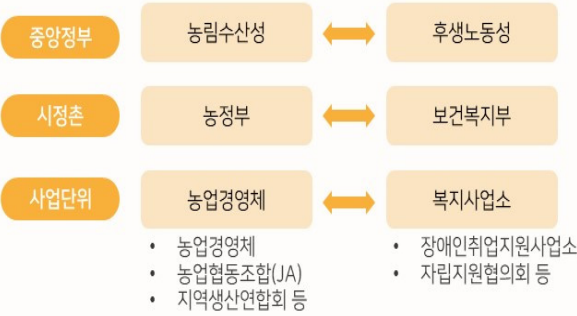 중앙정부 농림수산성 후생노동성
시정촌 농정부 보건복지부
사업단위 농업경영체 복지사업소
• 농업경영체
• 농업협동조합(JA)
• 지역생산연합회 등
• 장애인취업지원사업소
• 자립지원협의회 등